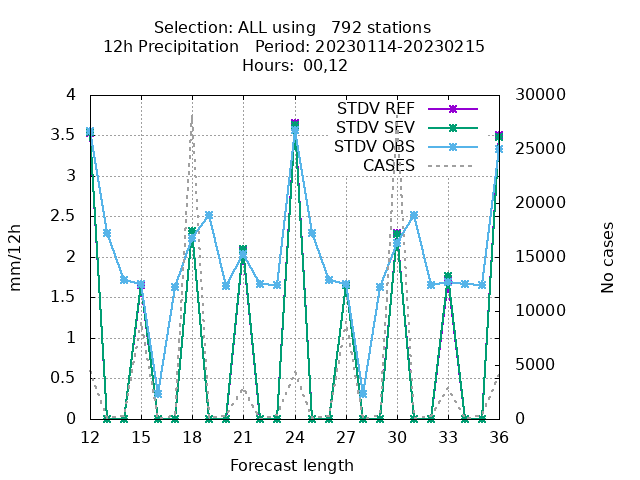 Selection: ALL using   792 stations
12h Precipitation   Period: 20230114-20230215
Hours: 00,12
mm/12h
4
3.5
3
2.5
2
1.5
1
0.5
0
STDV REF
STDV SEV
STDV OBS
CASES
30000
25000
20000
15000
10000
5000
0
No cases
12 15 18 21 24 27 30 33 36
Forecast length